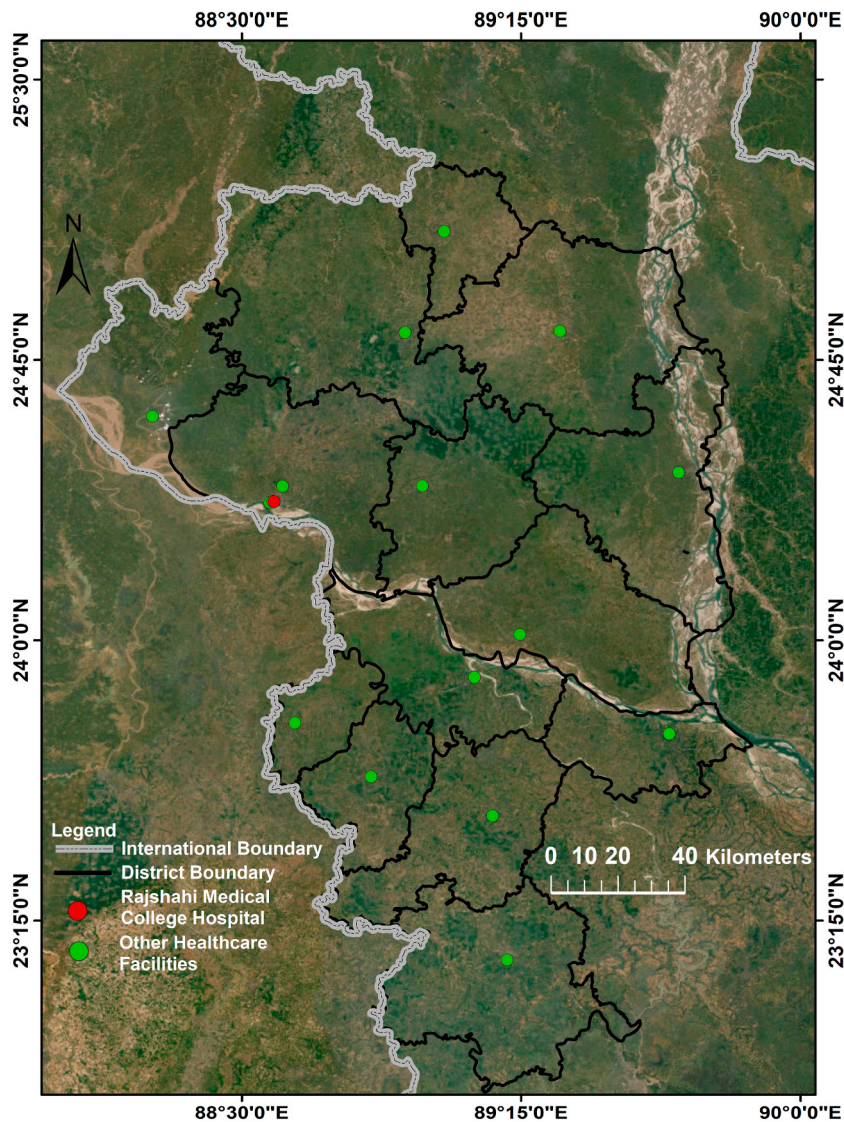 88°30'0"E 89°15'0"E 90°0'0"E
25°30'0"N
25°30'0"N
N
24°45'0"N
24°45'0"N
24°0'0"N
24°0'0"N
Legend
International Boundary
District Boundary
Rajshahi Medical
College Hospital
Other Healthcare
Facilities
0 10 20 40 Kilometers
23°15'0"N
23°15'0"N
88°30'0"E 89°15'0"E 90°0'0"E